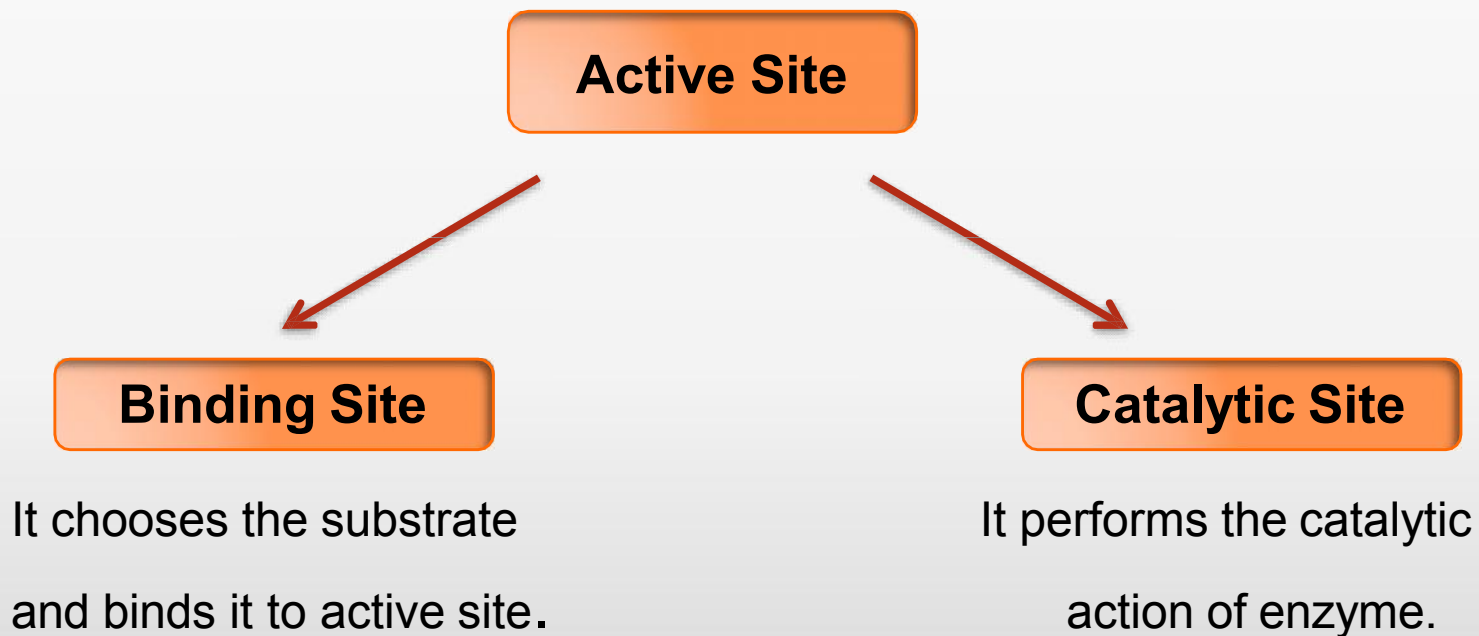 Active Site
Binding Site
Catalytic Site
It chooses the substrate
and binds it to active site.
It performs the catalytic
action of enzyme.